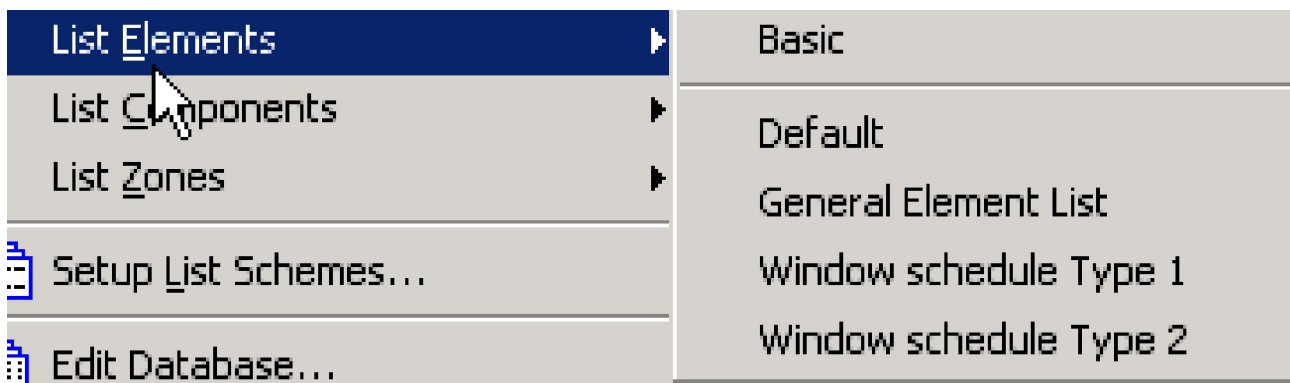 List Elements
List Components
List Zones
Setup List Schemes...
Edit Database...
Basic
Default
General Element List
Window schedule Type 1
Window schedule Type 2